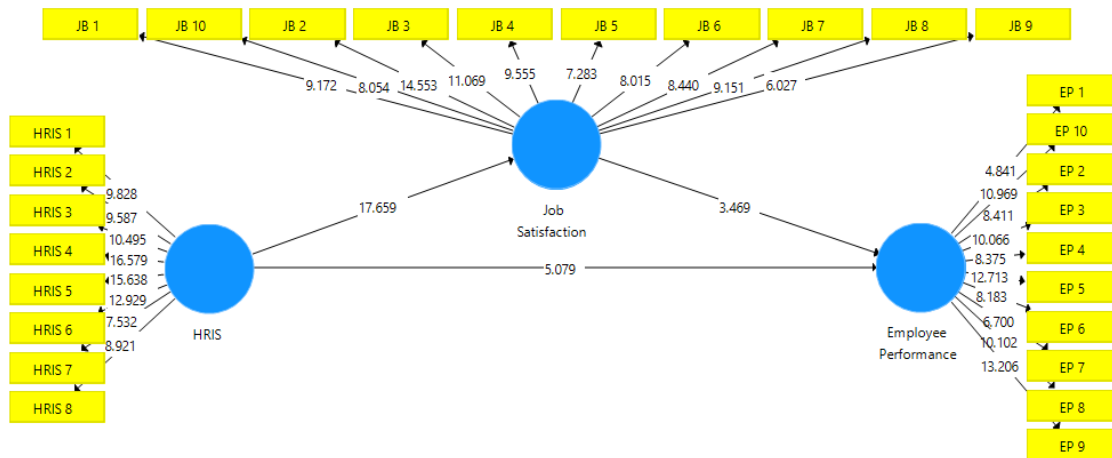 JB 1
JB 10
JB 2
JB 3
JB 4
JB 5
JB 6
JB 7
JB 8
JB 9
9.172
8.054
14.553
11.069
9.555
7.283
8.015
8.440
9.151
6.027
HRIS 1
HRIS 2
HRIS 3
HRIS 4
HRIS 5
HRIS 6
HRIS 7
HRIS 8
9.828
9.587
10.495
16.579
15.638
12.929
7.532
8.921
HRIS
17.659
Job
Satisfaction
3.469
5.079
Employee
Performance
4.841
10.969
8.411
10.066
8.375
12.713
8.183
6.700
10.102
13.206
EP 1
EP 10
EP 2
EP 3
EP 4
EP 5
EP 6
EP 7
EP 8
EP 9